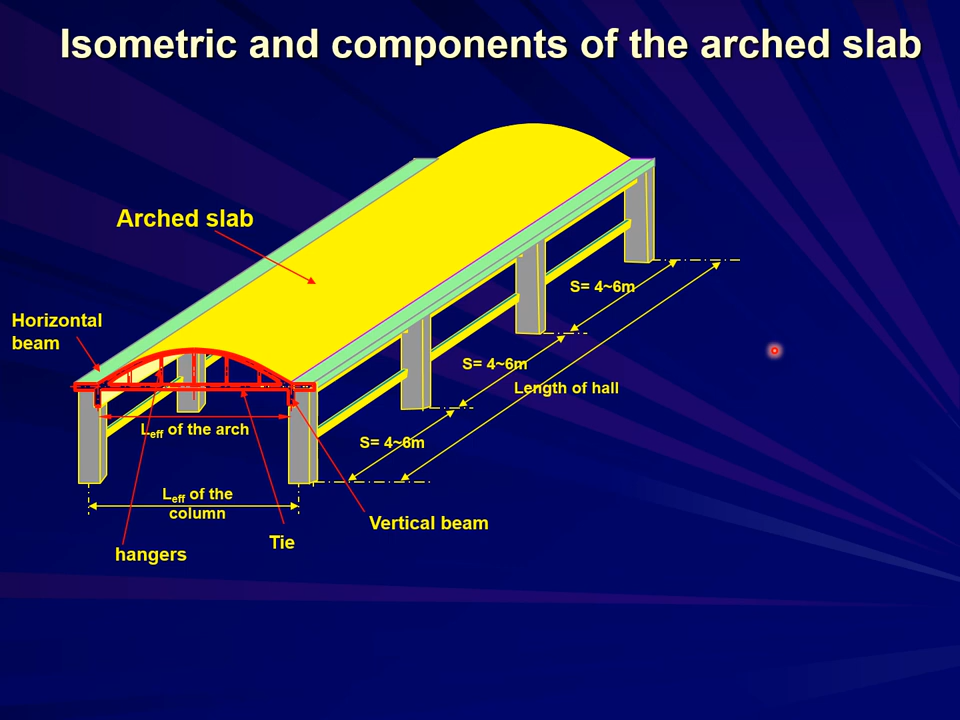 Isometric and components of the arched slab
Arched slab
S= 4~6m
Horizontal
beam
S= 4~6m
Length of hall
Leff of the arch
S= 4~6m
Leff of the
column
Vertical beam
Tie
hangers